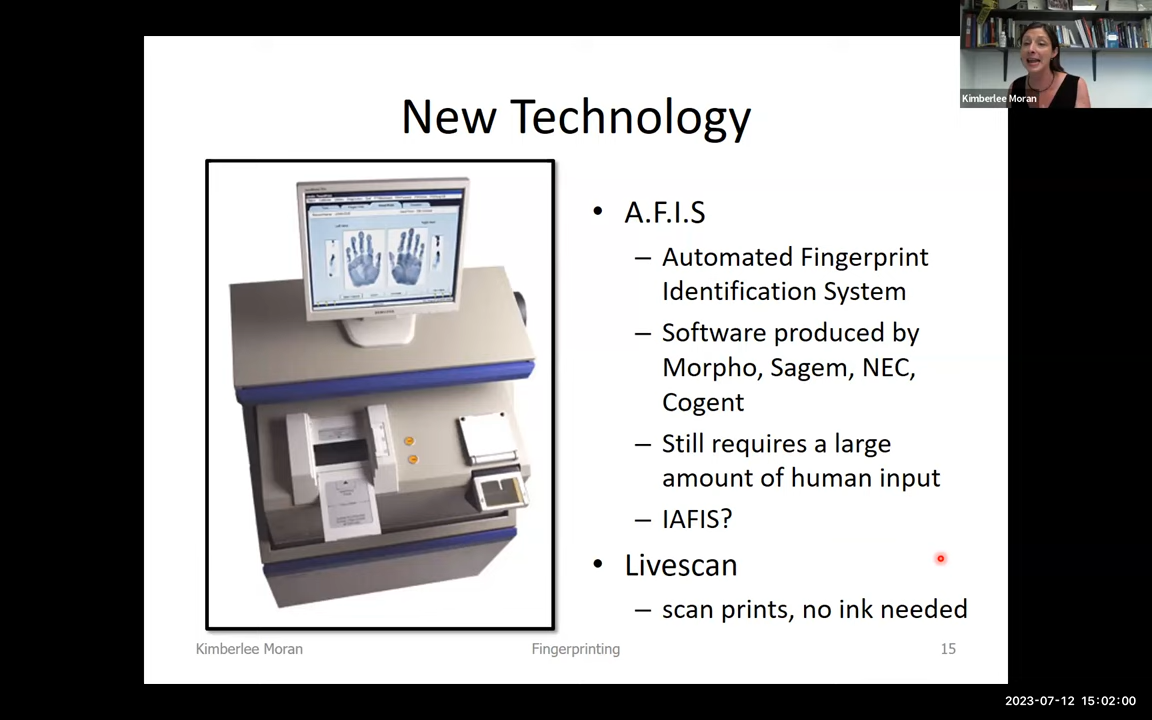 Kimberlee Moran
New Technology
• A.F.I.S
– Automated Fingerprint
Identification System
– Software produced by
Morpho, Sagem, NEC,
Cogent
– Still requires a large
amount of human input
– IAFIS?
• Livescan
– scan prints, no ink needed
Kimberlee Moran
Fingerprinting
15
2023-07-12 15:02:00